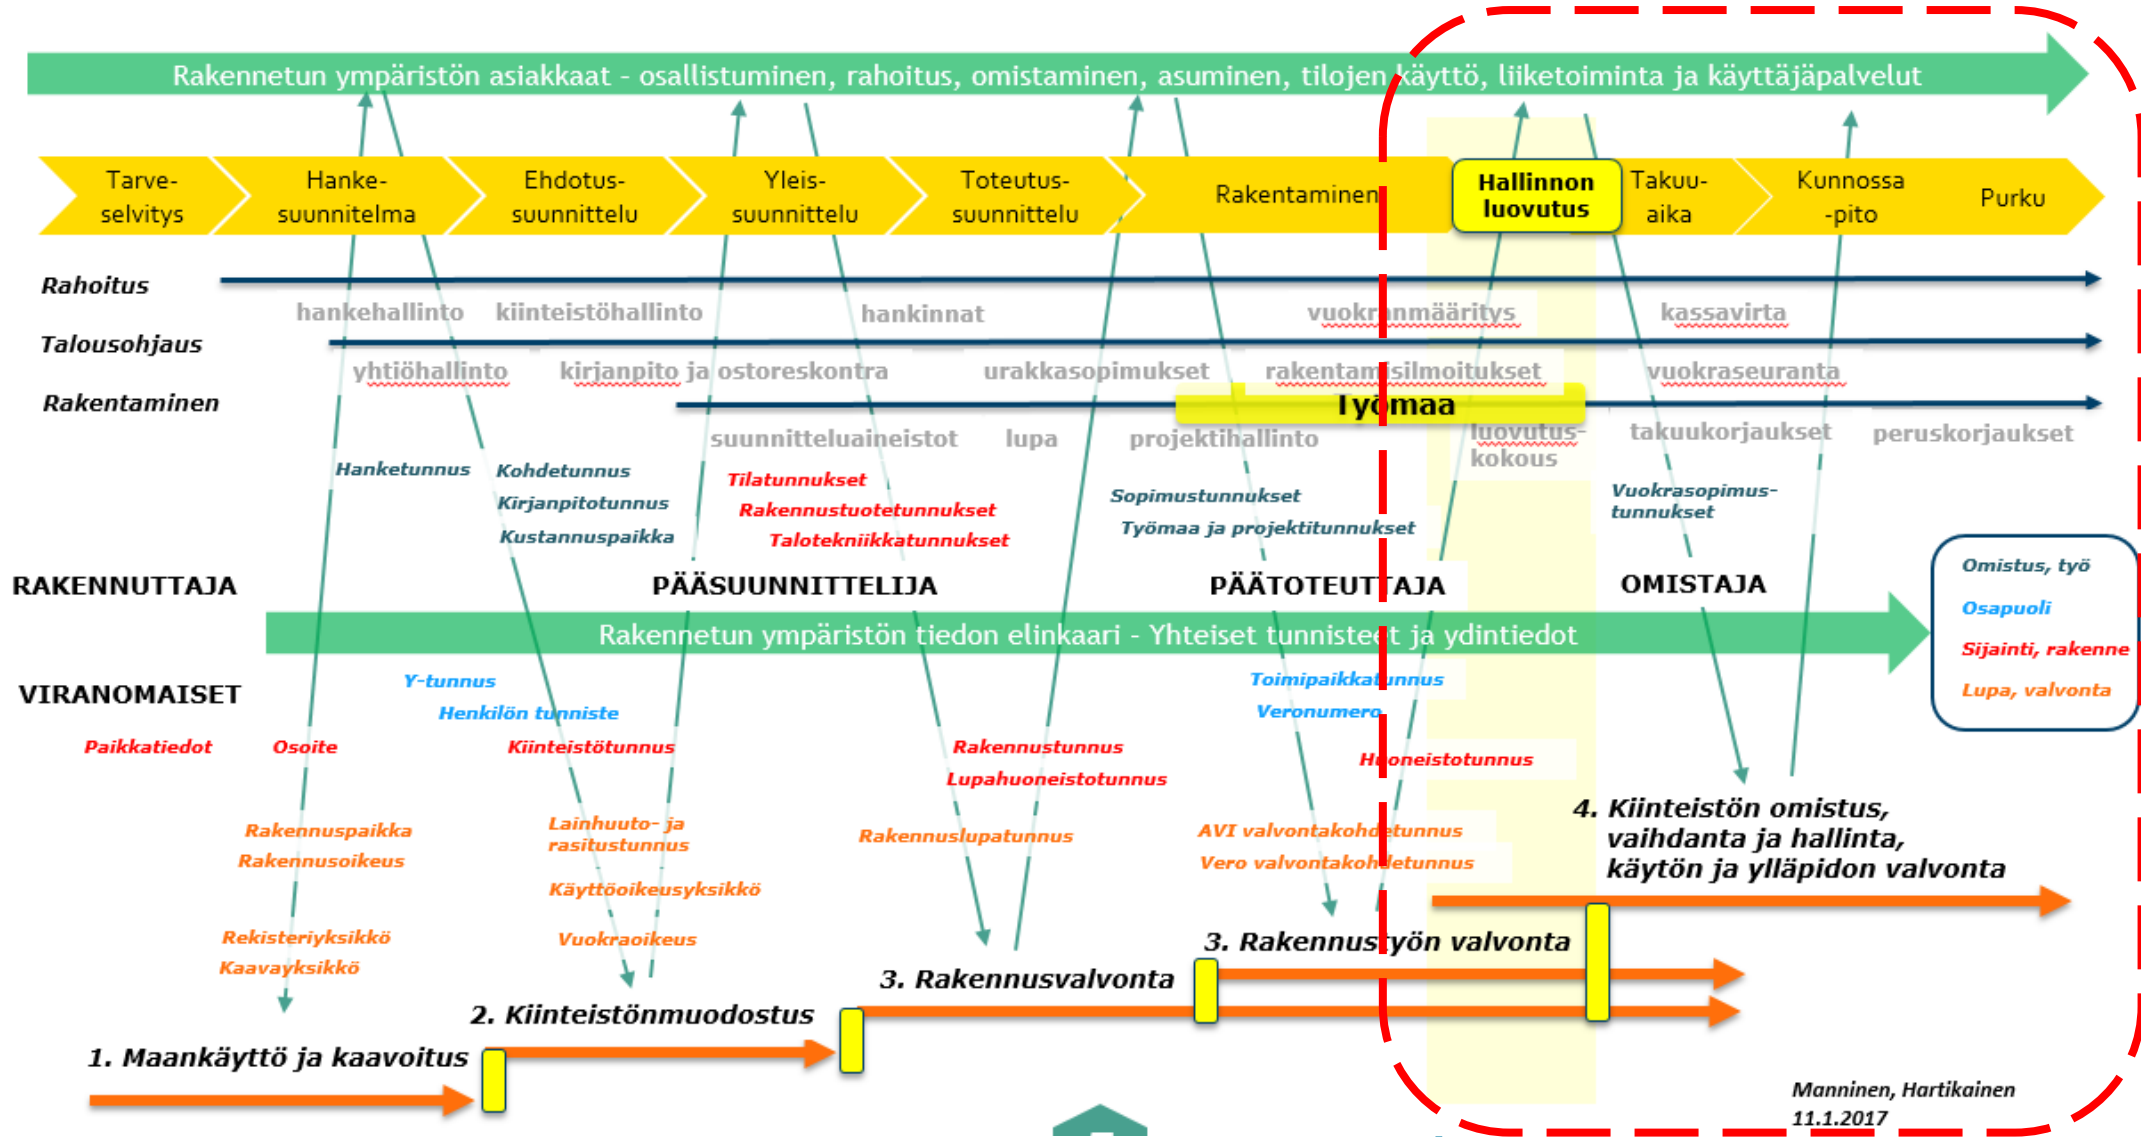 Rakennetun ympäristön asiakkaat - osallistuminen, rahoitus, omistaminen, asuminen, tilojen käyttö, liiketoiminta ja käyttäjäpalvelut
Tarve-
selvitys
Hanke-
suunnitelma
Ehdotus-
suunnittelu
Yleis-
suunnittelu
Toteutus-
suunnittelu
Rakentaminen
Hallinnon
luovutus
Takuu-
aika
Kunnossa
-pito
Purku
Rahoitus
hankehallinto kiinteistöhallinto hankinnat vuokranmääritys kassavirta
Talousohjaus
yhtiöhallinto kirjanpito ja ostoreskontra urakkasopimukset rakentamisilmoitukset vuokraseuranta
Rakentaminen
Työmaa
suunnitteluaineistot lupa projektihallinto
luovutus-
kokous
takuukorjaukset peruskorjaukset
Hanketunnus
Kohdetunnus
Kirjanpitotunnus
Kustannuspaikka
Tilatunnukset
Rakennustuotetunnukset
Talotekniikkatunnukset
Sopimustunnukset
Työmaa ja projektitunnukset
Vuokrasopimus-
tunnukset
RAKENNUTTAJA PÄÄSUUNNITTELIJA PÄÄTOTEUTTAJA OMISTAJA
Omistus, työ
Osapuoli
Sijainti, rakenne
Lupa, valvonta
Rakennetun ympäristön tiedon elinkaari - Yhteiset tunnisteet ja ydintiedot
VIRANOMAISET
Y-tunnus
Henkilön tunniste
Toimipaikkatunnus
Veronumero
Paikkatiedot Osoite Kiinteistötunnus
Rakennustunnus
Lupahuoneistotunnus
Huoneistotunnus
Rakennuspaikka
Rakennusoikeus
Lainhuuto- ja
rasitustunnus
Käyttöoikeusyksikkö
Vuokraoikeus
Rakennuslupatunnus
AVI valvontakohdetunnus
Vero valvontakohdetunnus
Rekisteriyksikkö
Kaavayksikkö
4. Kiinteistön omistus,
vaihdanta ja hallinta,
käytön ja ylläpidon valvonta
3. Rakennustyön valvonta
3. Rakennusvalvonta
2. Kiinteistönmuodostus
1. Maankäyttö ja kaavoitus
Manninen, Hartikainen
11.1.2017